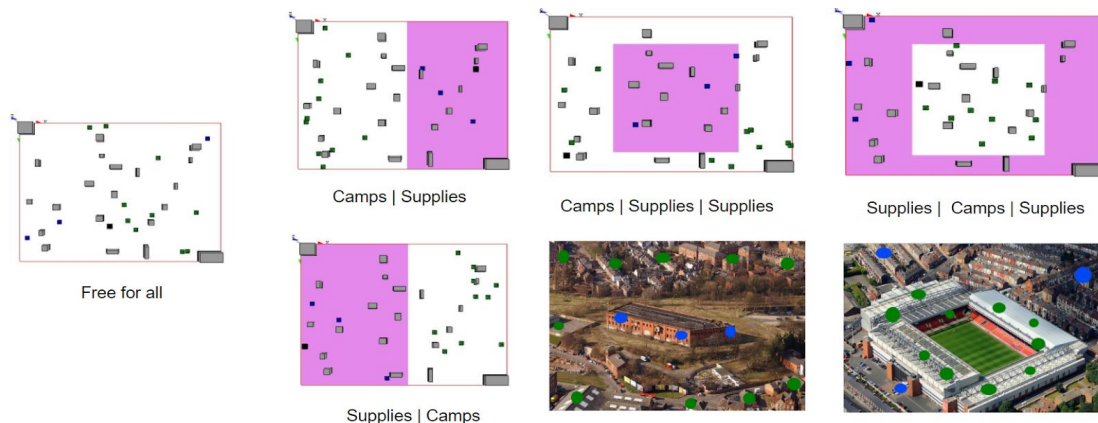 Camps | Supplies
Camps | Supplies | Supplies
Supplies | Camps | Supplies
Free for all
Supplies | Camps